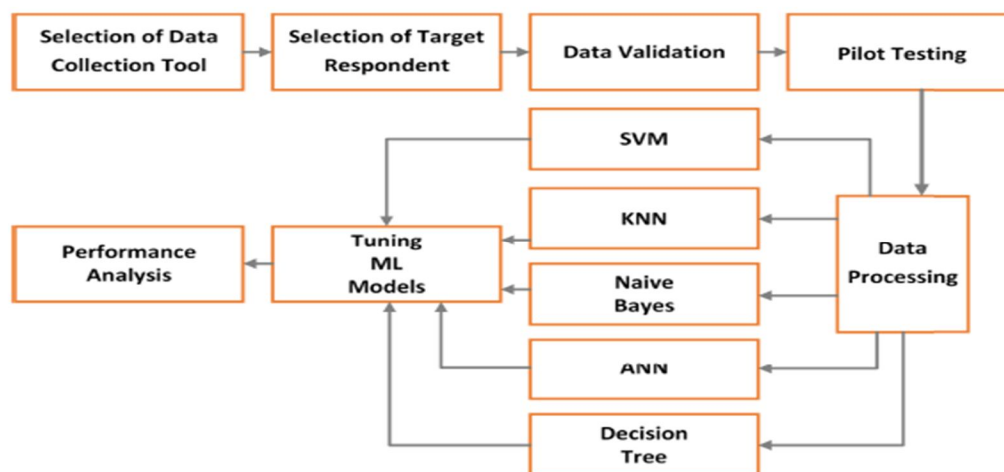 Selection of Data
Collection Tool
Selection of Target
Respondent
Data Validation
Pilot Testing
SVM
KNN
Naive
Bayes
ANN
Decision
Tree
Data
Processing
Tuning
ML
Models
Performance
Analysis